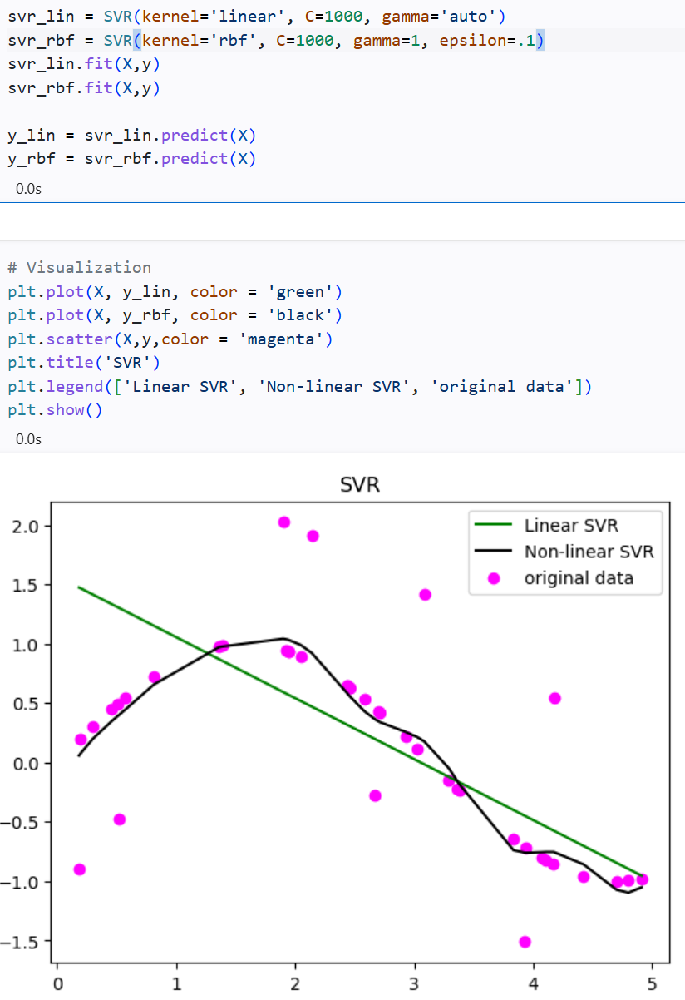 svr_lin = SVR(kernel='linear', C=1000, gamma='auto')
svr_rbf = SVR(kernel='rbf', C=1000, gamma=1, epsilon=.1)
svr_lin.fit(X,y)
svr_rbf.fit(X,y)
y_lin = svr_lin.predict(X)
y_rbf = svr_rbf.predict(X)
0.0s
# Visualization
plt.plot(X, y_lin, color = 'green')
plt.plot(X, y_rbf, color = 'black')
plt.scatter(X,y,color = 'magenta')
plt.title('SVR')
plt.legend(['Linear SVR', 'Non-linear SVR', 'original data'])
plt.show()
0.0s
SVR
Linear SVR
Non-linear SVR
original data
2.0
1.5
1.0
0.5
0.0
−0.5
−1.0
−1.5
0 1 2 3 4 5